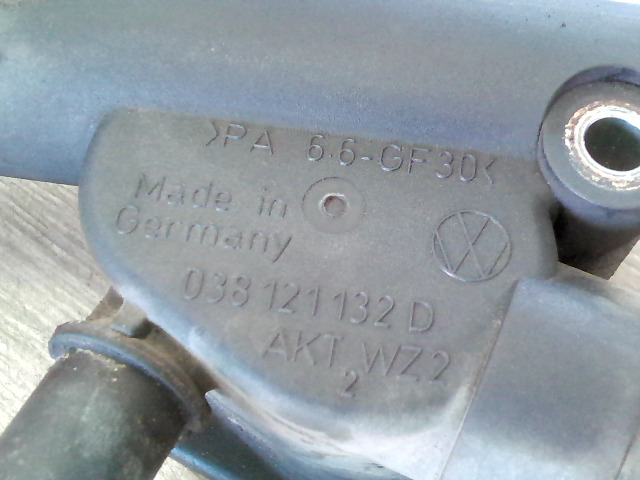 >PA 6.6-GF30<
Made in
Germany
038 121 132 D
AKT WZ 2
2